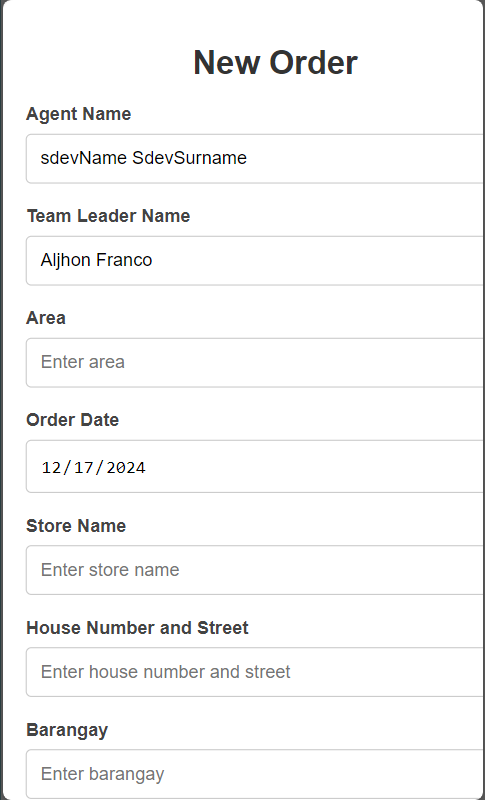 New Order
Agent Name
sdevName SdevSurname
Team Leader Name
Aljhon Franco
Area
Enter area
Order Date
12/17/2024
Store Name
Enter store name
House Number and Street
Enter house number and street
Barangay
Enter barangay